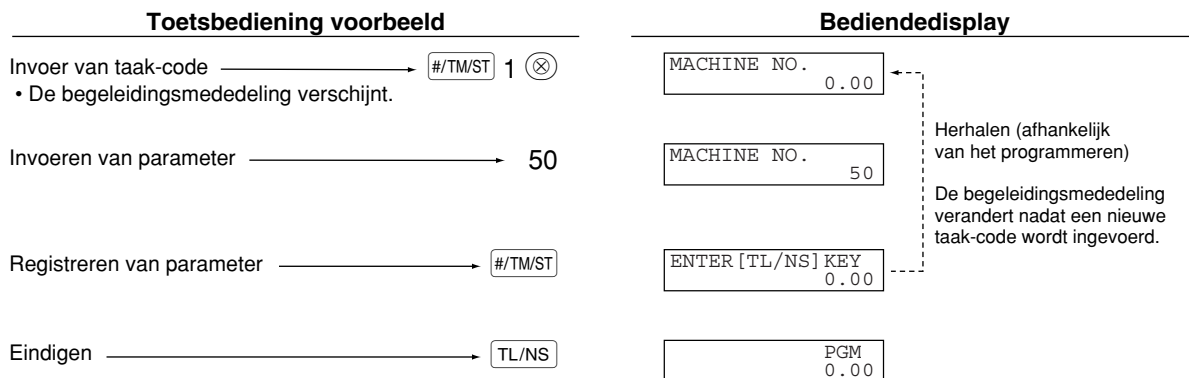 Toetsbediening voorbeeld
Bediendedisplay
Invoer van taak-code #/TM/ST 1 ⊗
• De begeleidingsmededeling verschijnt.
MACHINE NO.
0.00
Invoeren van parameter 50
MACHINE NO.
50
Herhalen (afhankelijk
van het programmeren)
De begeleidingsmededeling
verandert nadat een nieuwe
taak-code wordt ingevoerd.
Registreren van parameter #/TM/ST
ENTER[TL/NS]KEY
0.00
Eindigen TL/NS
PGM
0.00